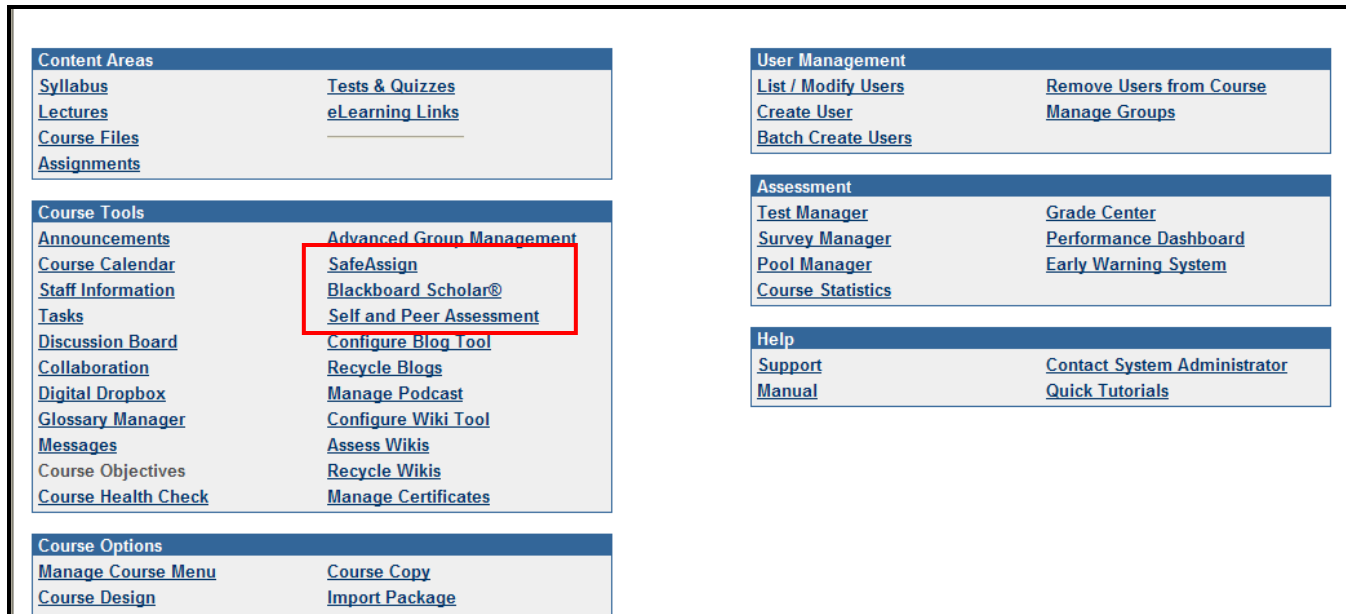 Content Areas
Syllabus
Tests & Quizzes
Lectures
eLearning Links
Course Files
Assignments
Course Tools
Announcements
Advanced Group Management
Course Calendar
SafeAssign
Staff Information
Blackboard Scholar®
Tasks
Self and Peer Assessment
Discussion Board
Configure Blog Tool
Collaboration
Recycle Blogs
Digital Dropbox
Manage Podcast
Glossary Manager
Configure Wiki Tool
Messages
Assess Wikis
Course Objectives
Recycle Wikis
Course Health Check
Manage Certificates
Course Options
Manage Course Menu
Course Copy
Course Design
Import Package
User Management
List / Modify Users
Remove Users from Course
Create User
Manage Groups
Batch Create Users
Assessment
Test Manager
Grade Center
Survey Manager
Performance Dashboard
Pool Manager
Early Warning System
Course Statistics
Help
Support
Contact System Administrator
Manual
Quick Tutorials